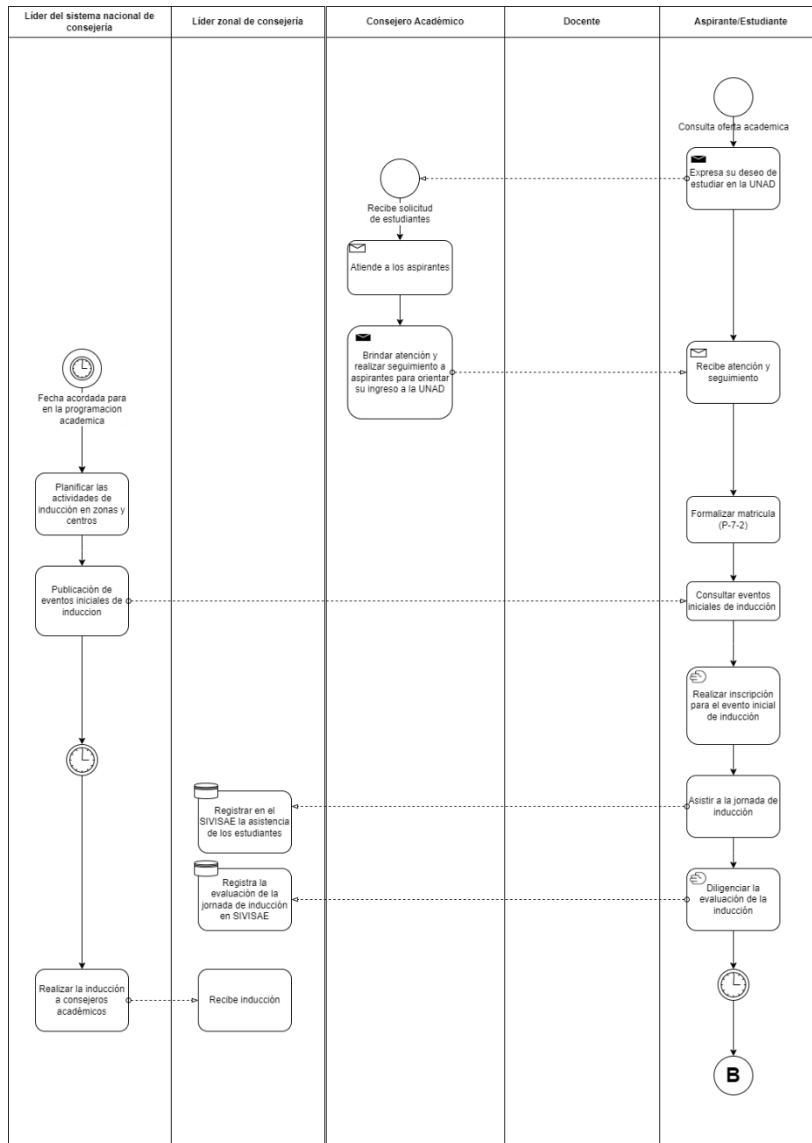 Líder del sistema nacional de
consejería
Líder zonal de consejería
Consejero Académico
Docente
Aspirante/Estudiante
Consulta oferta academica
Expresa su deseo de
estudiar en la UNAD
Recibe solicitud
de estudiantes
Atiende a los aspirantes
Brindar atención y
realizar seguimiento a
aspirantes para orientar
su ingreso a la UNAD
Recibe atención y
seguimiento
Fecha acordada para
en la programacion
academica
Planificar las
actividades de
inducción en zonas y
centros
Formalizar matricula
(P-7-2)
Publicación de
eventos iniciales de
induccion
Consultar eventos
iniciales de inducción
Realizar inscripción
para el evento inicial
de inducción
Registrar en el
SIVISAE la asistencia
de los estudiantes
Asistir a la jornada de
inducción
Registra la
evaluación de la
jornada de inducción
en SIVISAE
Diligenciar la
evaluación de la
inducción
Realizar la inducción
a consejeros
académicos
Recibe inducción
B